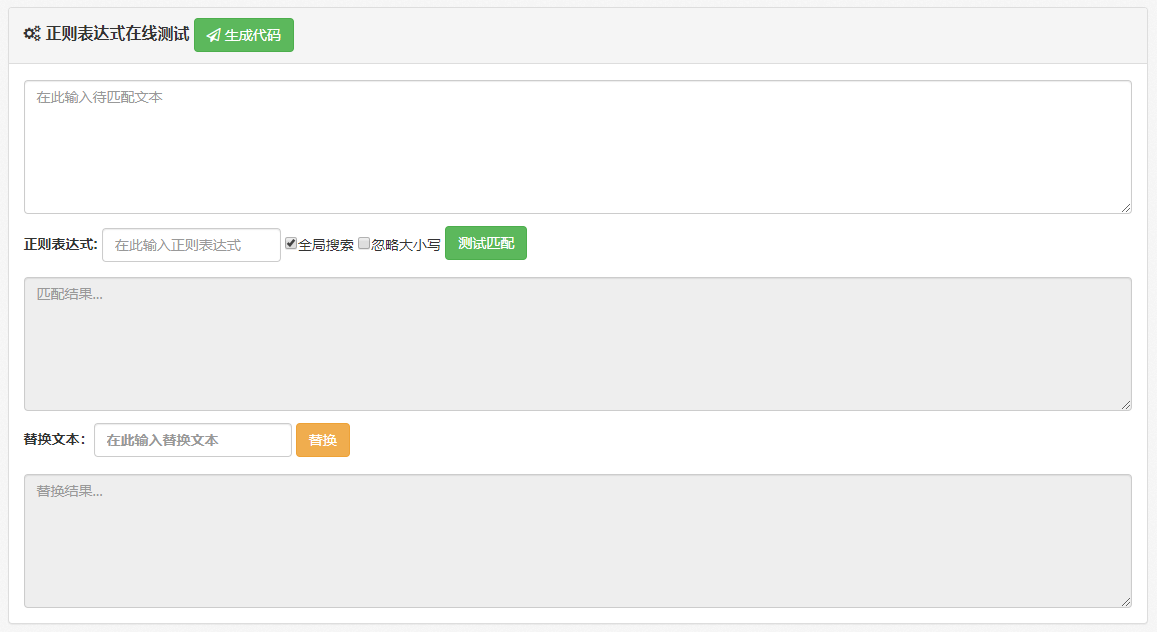 正则表达式在线测试 生成代码
在此输入待匹配文本
正则表达式: 在此输入正则表达式 全局搜索 忽略大小写 测试匹配
匹配结果...
替换文本: 在此输入替换文本 替换
替换结果...